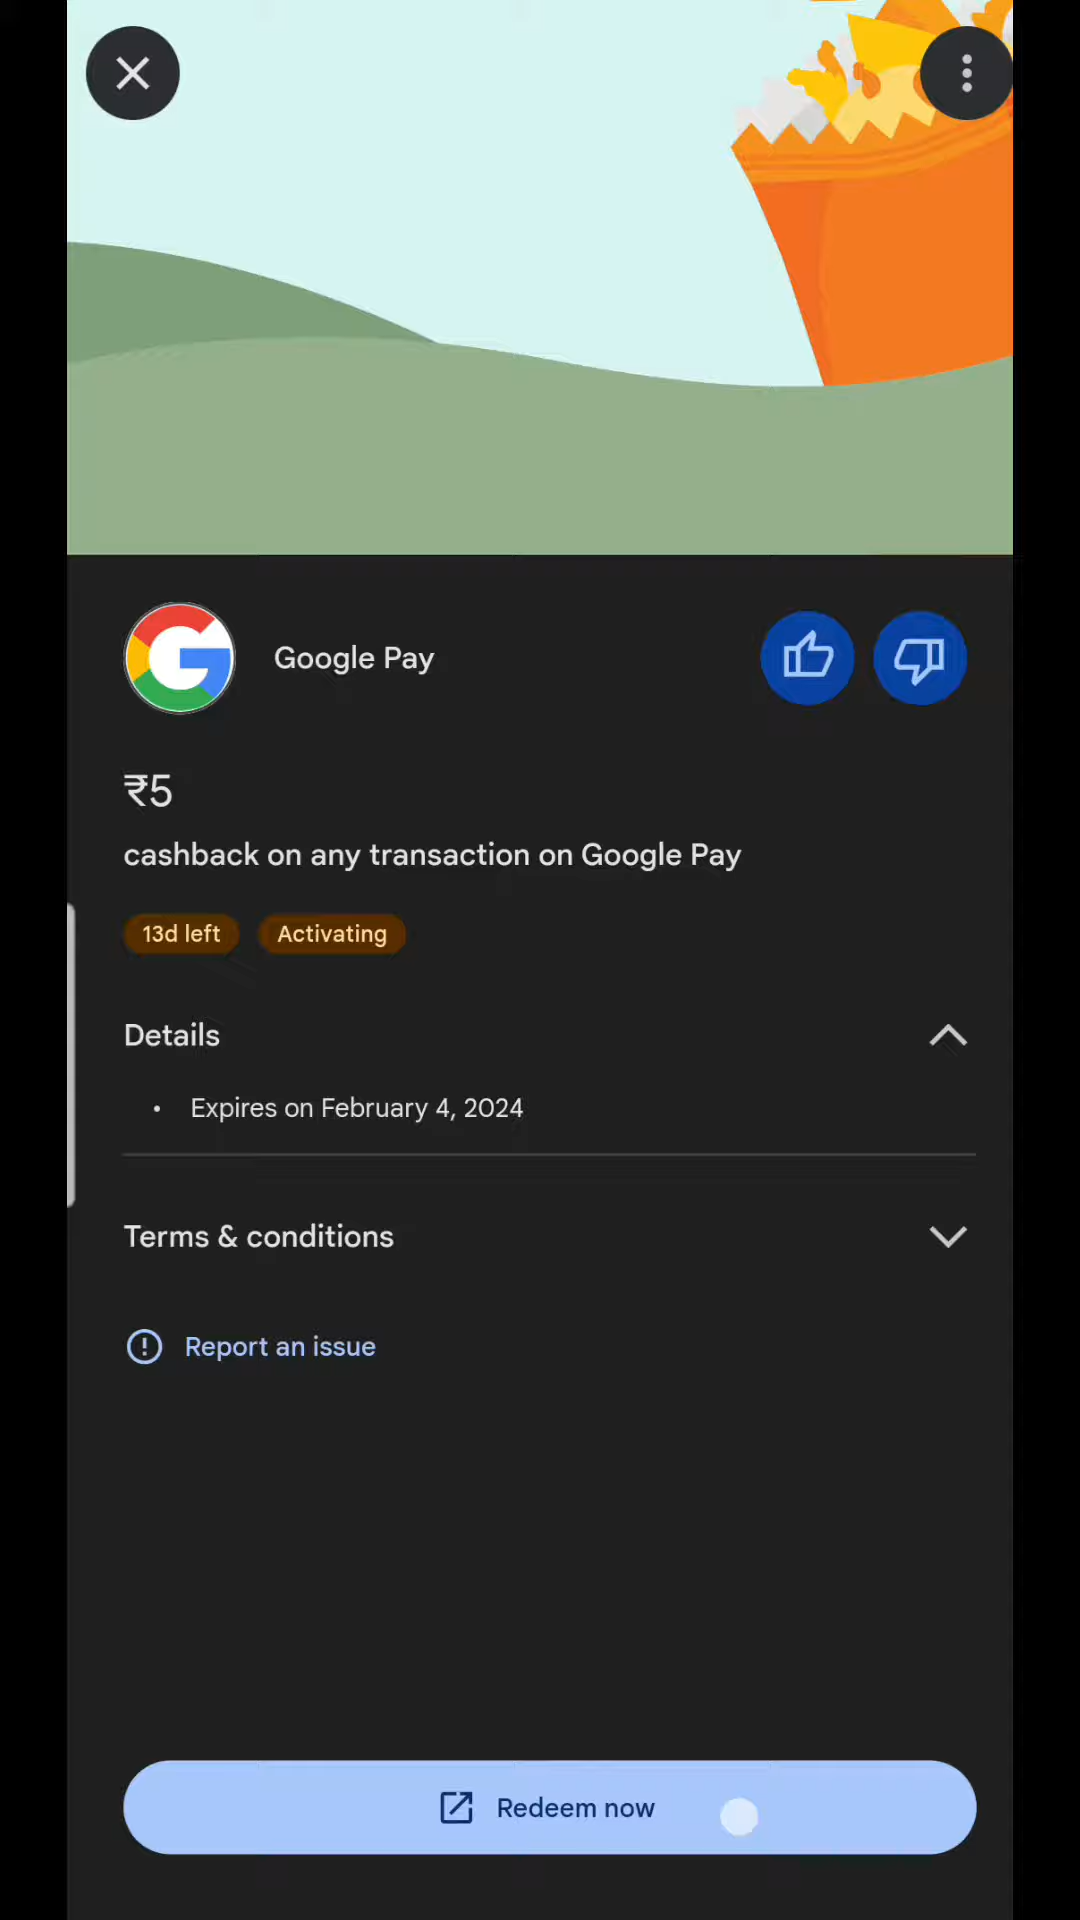 Google Pay
₹5
cashback on any transaction on Google Pay
13d left
Activating
Details
• Expires on February 4, 2024
Terms & conditions
Report an issue
Redeem now